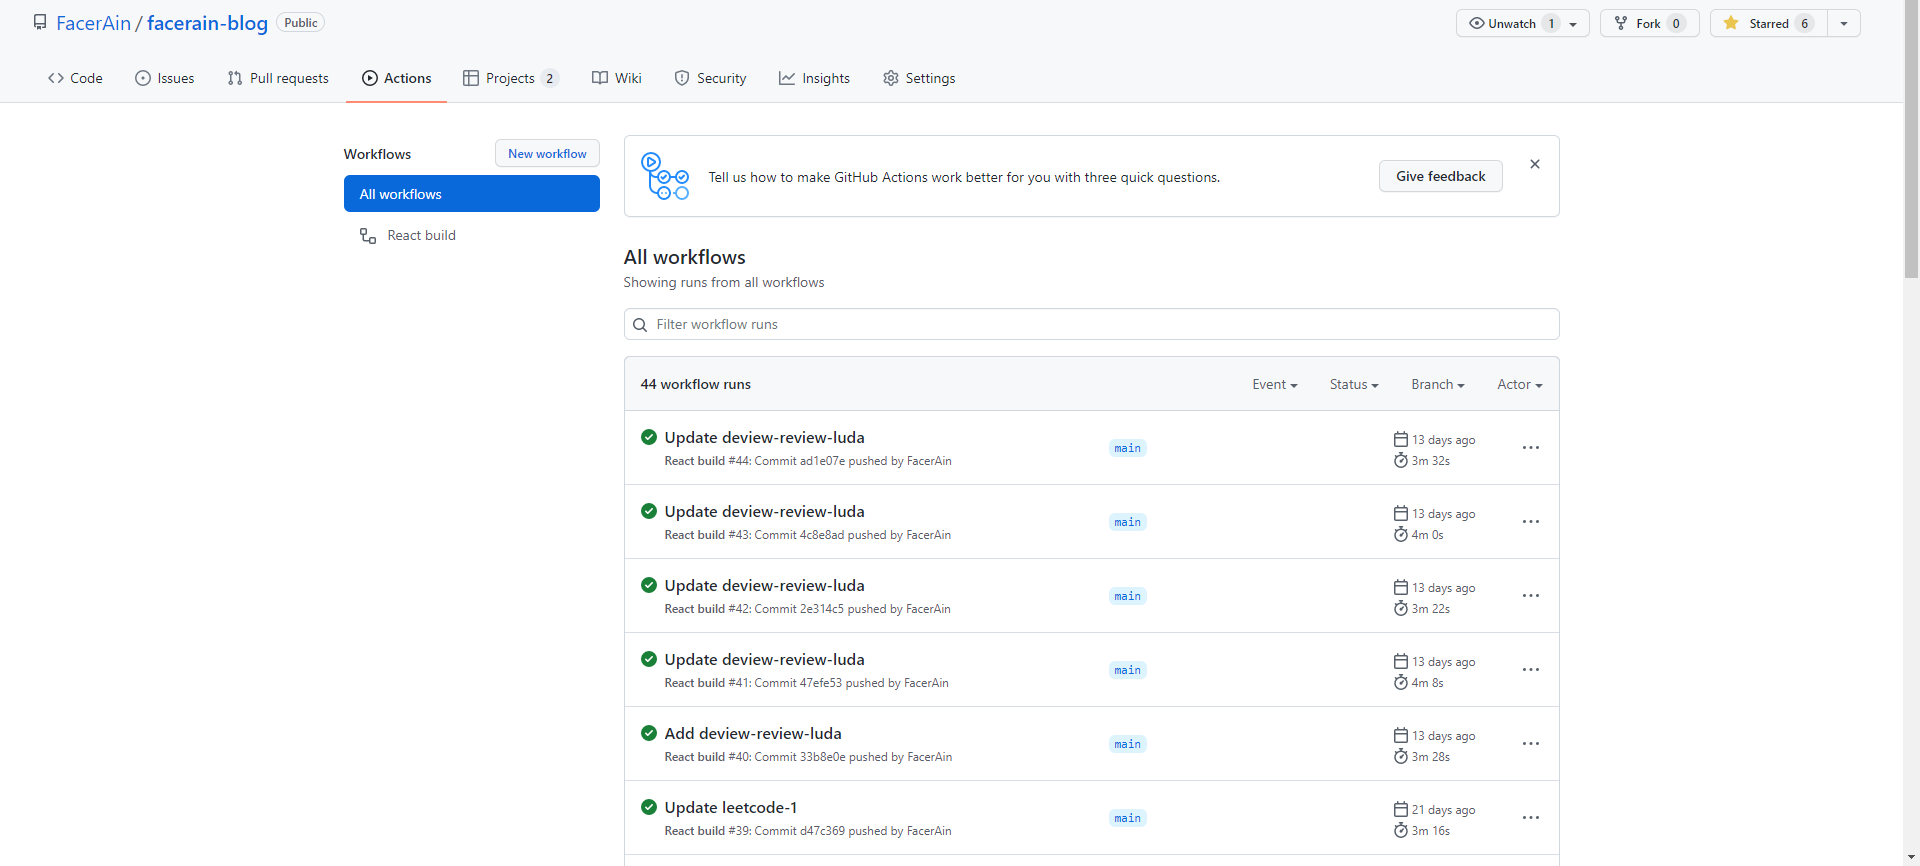 FacerAin / facerain-blog Public
Unwatch 1 Fork 0 Starred 6
Code Issues Pull requests Actions Projects 2 Wiki Security Insights Settings
Workflows New workflow
All workflows
React build
Tell us how to make GitHub Actions work better for you with three quick questions. Give feedback
All workflows
Showing runs from all workflows
Filter workflow runs
44 workflow runs Event Status Branch Actor
Update deview-review-luda
React build #44: Commit ad1e07e pushed by FacerAin
main
13 days ago
3m 32s
Update deview-review-luda
React build #43: Commit 4c8e8ad pushed by FacerAin
main
13 days ago
4m 0s
Update deview-review-luda
React build #42: Commit 2e314c5 pushed by FacerAin
main
13 days ago
3m 22s
Update deview-review-luda
React build #41: Commit 47efe53 pushed by FacerAin
main
13 days ago
4m 8s
Add deview-review-luda
React build #40: Commit 33b8e0e pushed by FacerAin
main
13 days ago
3m 28s
Update leetcode-1
React build #39: Commit d47c369 pushed by FacerAin
main
21 days ago
3m 16s